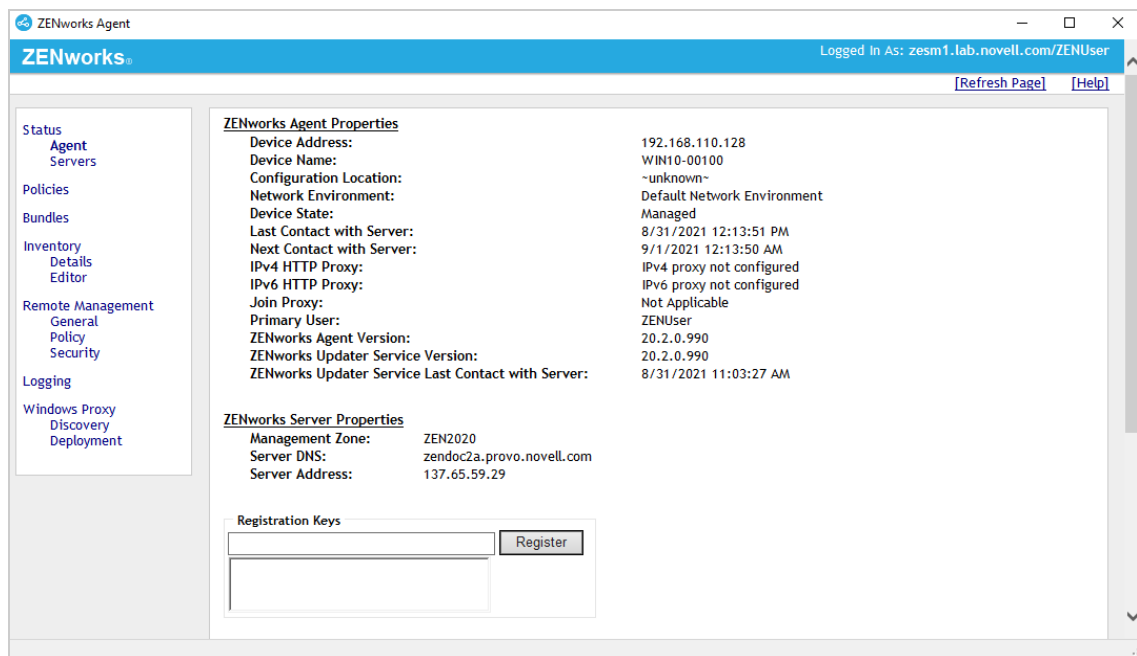 ZENworks Agent
ZENworks®
Logged In As: zesm1.lab.novell.com/ZENUser
[Refresh Page] [Help]
Status
Agent
Servers
Policies
Bundles
Inventory
Details
Editor
Remote Management
General
Policy
Security
Logging
Windows Proxy
Discovery
Deployment
ZENworks Agent Properties
Device Address: 192.168.110.128
Device Name: WIN10-00100
Configuration Location: ~unknown~
Network Environment: Default Network Environment
Device State: Managed
Last Contact with Server: 8/31/2021 12:13:51 PM
Next Contact with Server: 9/1/2021 12:13:50 AM
IPv4 HTTP Proxy: IPv4 proxy not configured
IPv6 HTTP Proxy: IPv6 proxy not configured
Join Proxy: Not Applicable
Primary User: ZENUser
ZENworks Agent Version: 20.2.0.990
ZENworks Updater Service Version: 20.2.0.990
ZENworks Updater Service Last Contact with Server: 8/31/2021 11:03:27 AM
ZENworks Server Properties
Management Zone: ZEN2020
Server DNS: zendoc2a.provo.novell.com
Server Address: 137.65.59.29
Registration Keys
Register